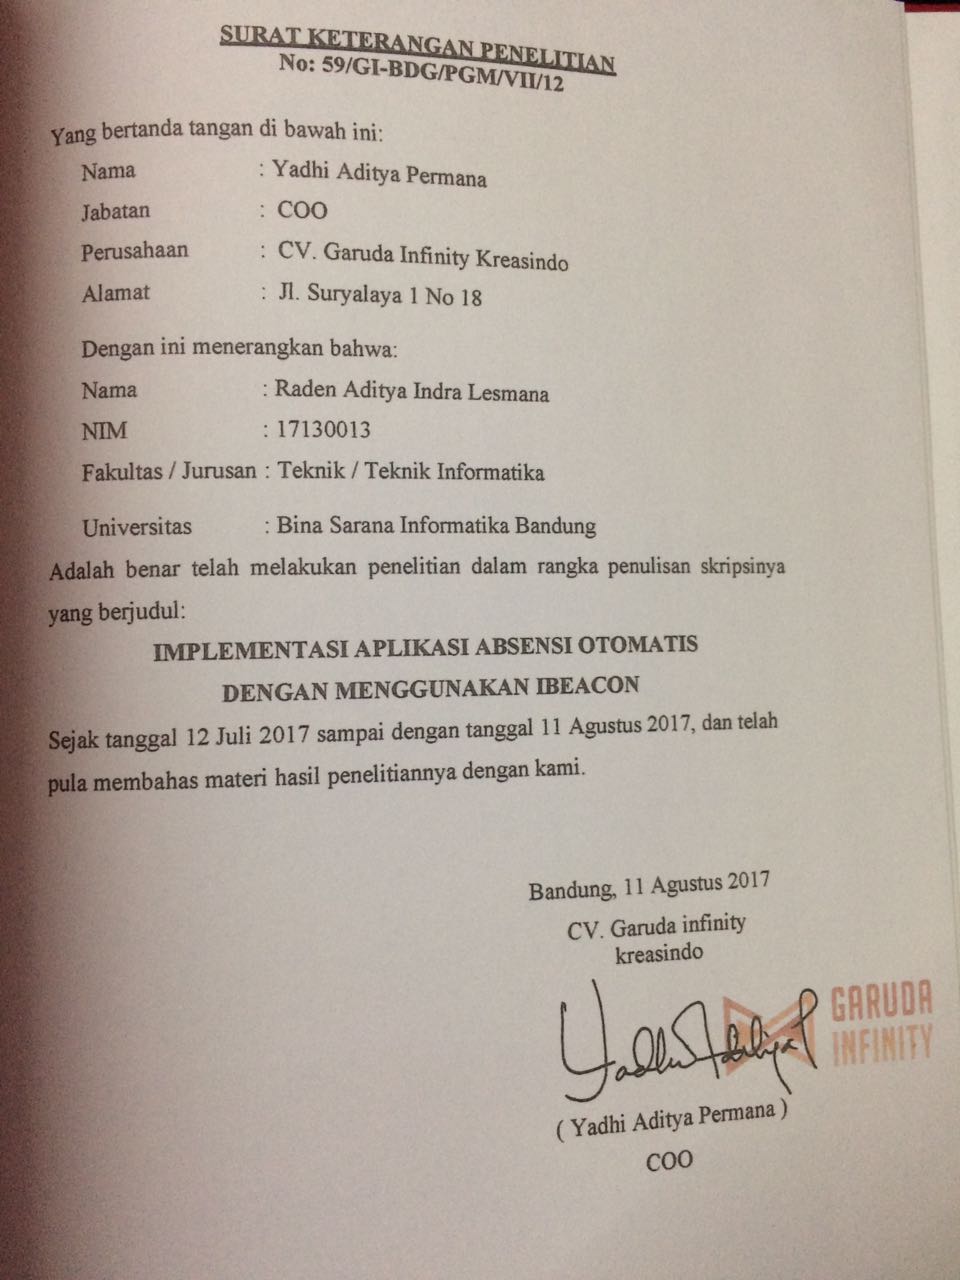 SURAT KETERANGAN PENELITIAN
No: 59/GI-BDG/PGM/VII/12
Yang bertanda tangan di bawah ini:
Nama : Yadhi Aditya Permana
Jabatan : COO
Perusahaan : CV. Garuda Infinity Kreasindo
Alamat : Jl. Suryalaya 1 No 18
Dengan ini menerangkan bahwa:
Nama : Raden Aditya Indra Lesmana
NIM : 17130013
Fakultas / Jurusan : Teknik / Teknik Informatika
Universitas : Bina Sarana Informatika Bandung
Adalah benar telah melakukan penelitian dalam rangka penulisan skripsinya
yang berjudul:
IMPLEMENTASI APLIKASI ABSENSI OTOMATIS
DENGAN MENGGUNAKAN IBEACON
Sejak tanggal 12 Juli 2017 sampai dengan tanggal 11 Agustus 2017, dan telah
pula membahas materi hasil penelitiannya dengan kami.
Bandung, 11 Agustus 2017
CV. Garuda infinity
kreasindo
GARUDA
INFINITY
( Yadhi Aditya Permana )
COO